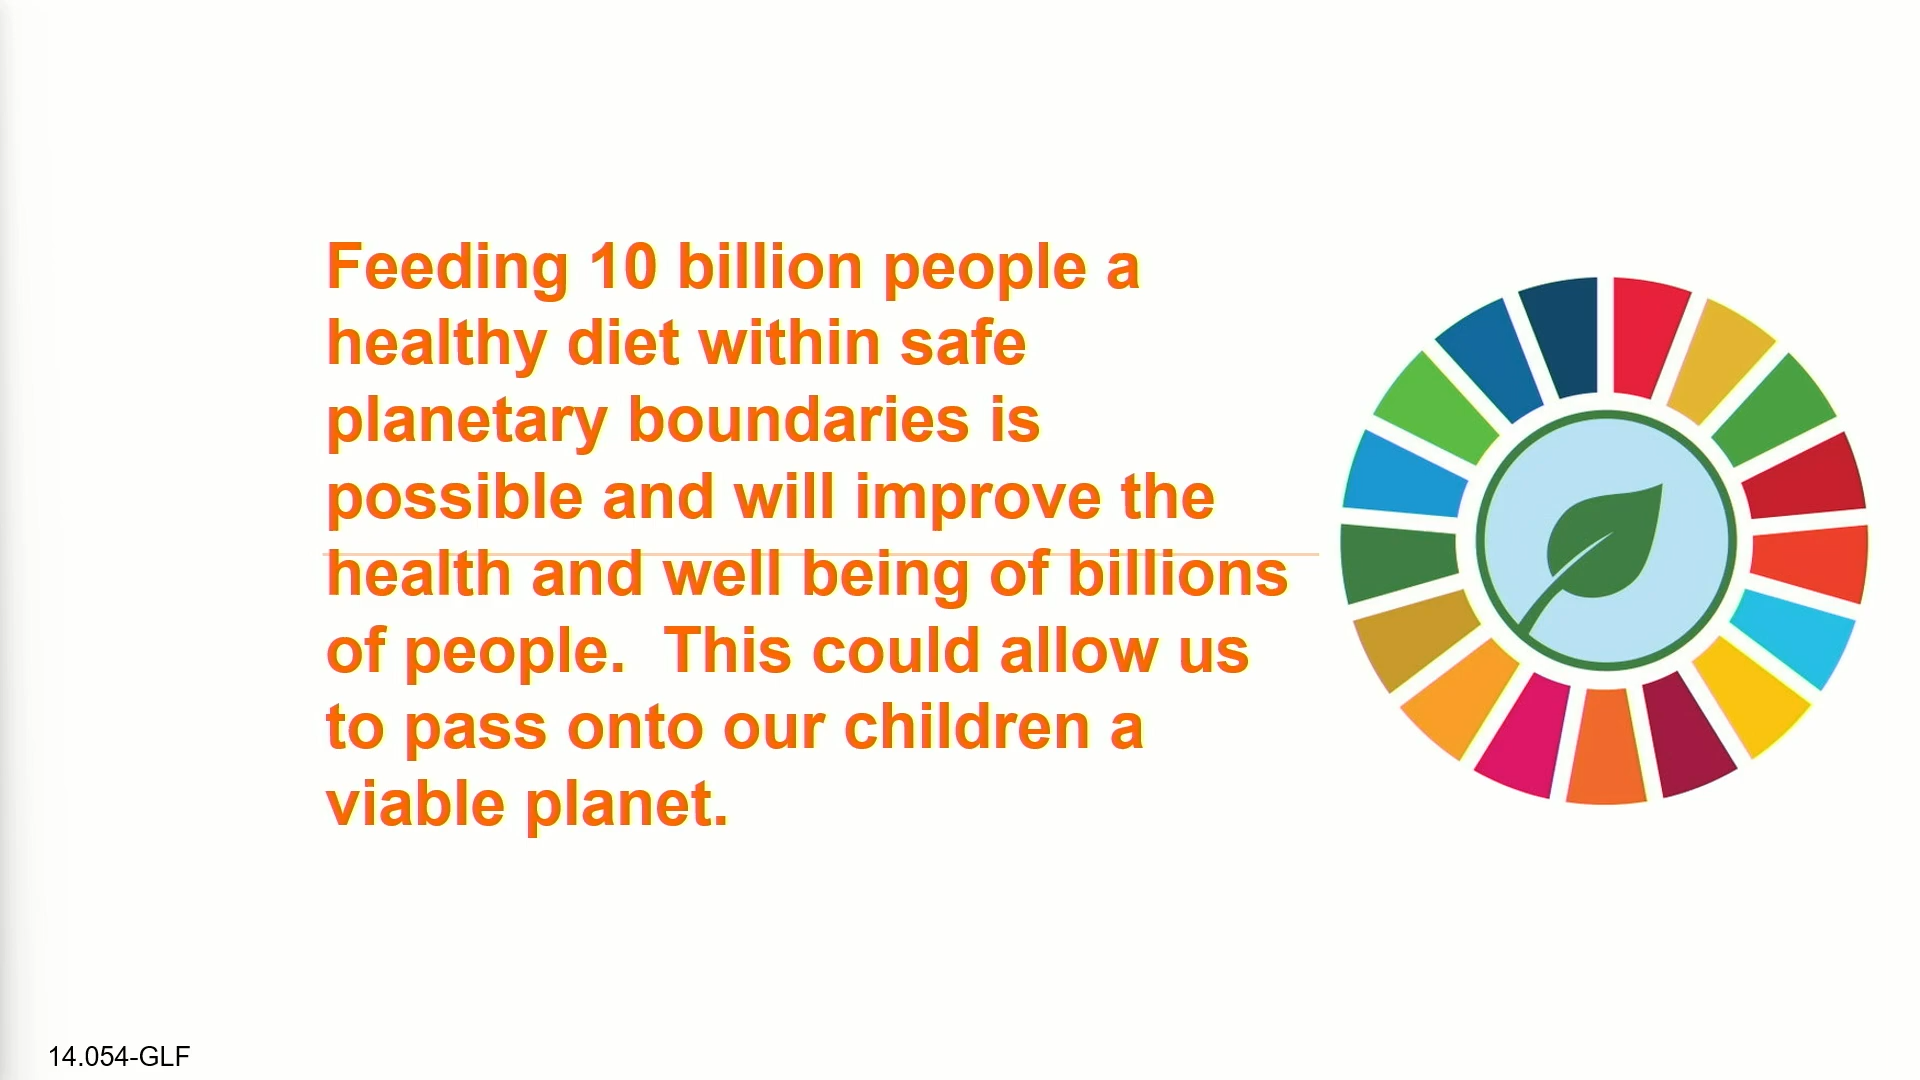 Feeding 10 billion people a
healthy diet within safe
planetary boundaries is
possible and will improve the
health and well being of billions
of people.  This could allow us
to pass onto our children a
viable planet.
14.054-GLF